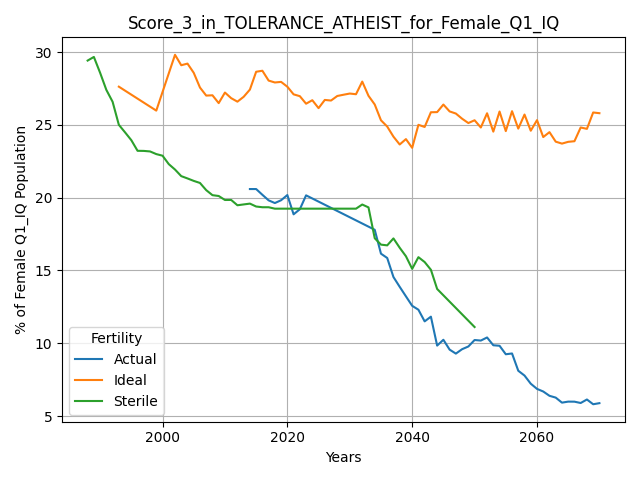 Score_3_in_TOLERANCE_ATHEIST_for_Female_Q1_IQ
% of Female Q1_IQ Population
30
25
20
15
10
5
Fertility
Actual
Ideal
Sterile
2000
2020
2040
2060
Years